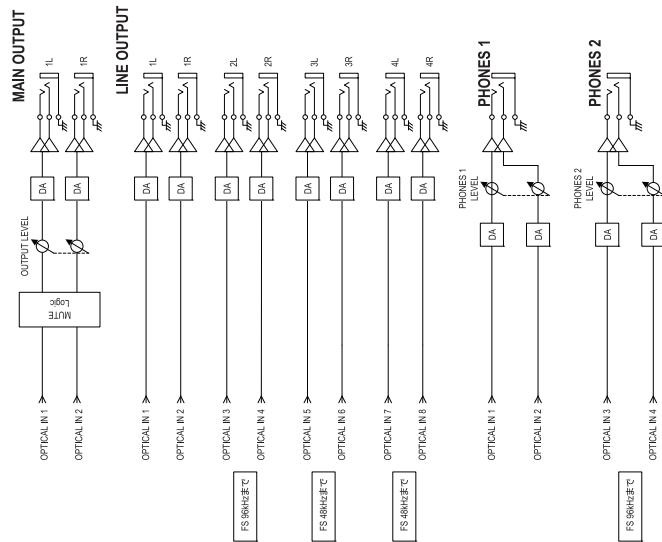 MAIN OUTPUT
1L
1R
DA
DA
OUTPUT LEVEL
MUTE
Logic
OPTICAL IN 1
OPTICAL IN 2
LINE OUTPUT
1L
1R
2L
2R
3L
3R
4L
4R
DA
DA
DA
DA
DA
DA
DA
DA
OPTICAL IN 1
OPTICAL IN 2
OPTICAL IN 3
OPTICAL IN 4
OPTICAL IN 5
OPTICAL IN 6
OPTICAL IN 7
OPTICAL IN 8
FS 96kHzまで
FS 48kHzまで
FS 48kHzまで
PHONES 1
PHONES 1
LEVEL
DA
DA
OPTICAL IN 1
OPTICAL IN 2
PHONES 2
PHONES 2
LEVEL
DA
DA
OPTICAL IN 3
OPTICAL IN 4
FS 96kHzまで